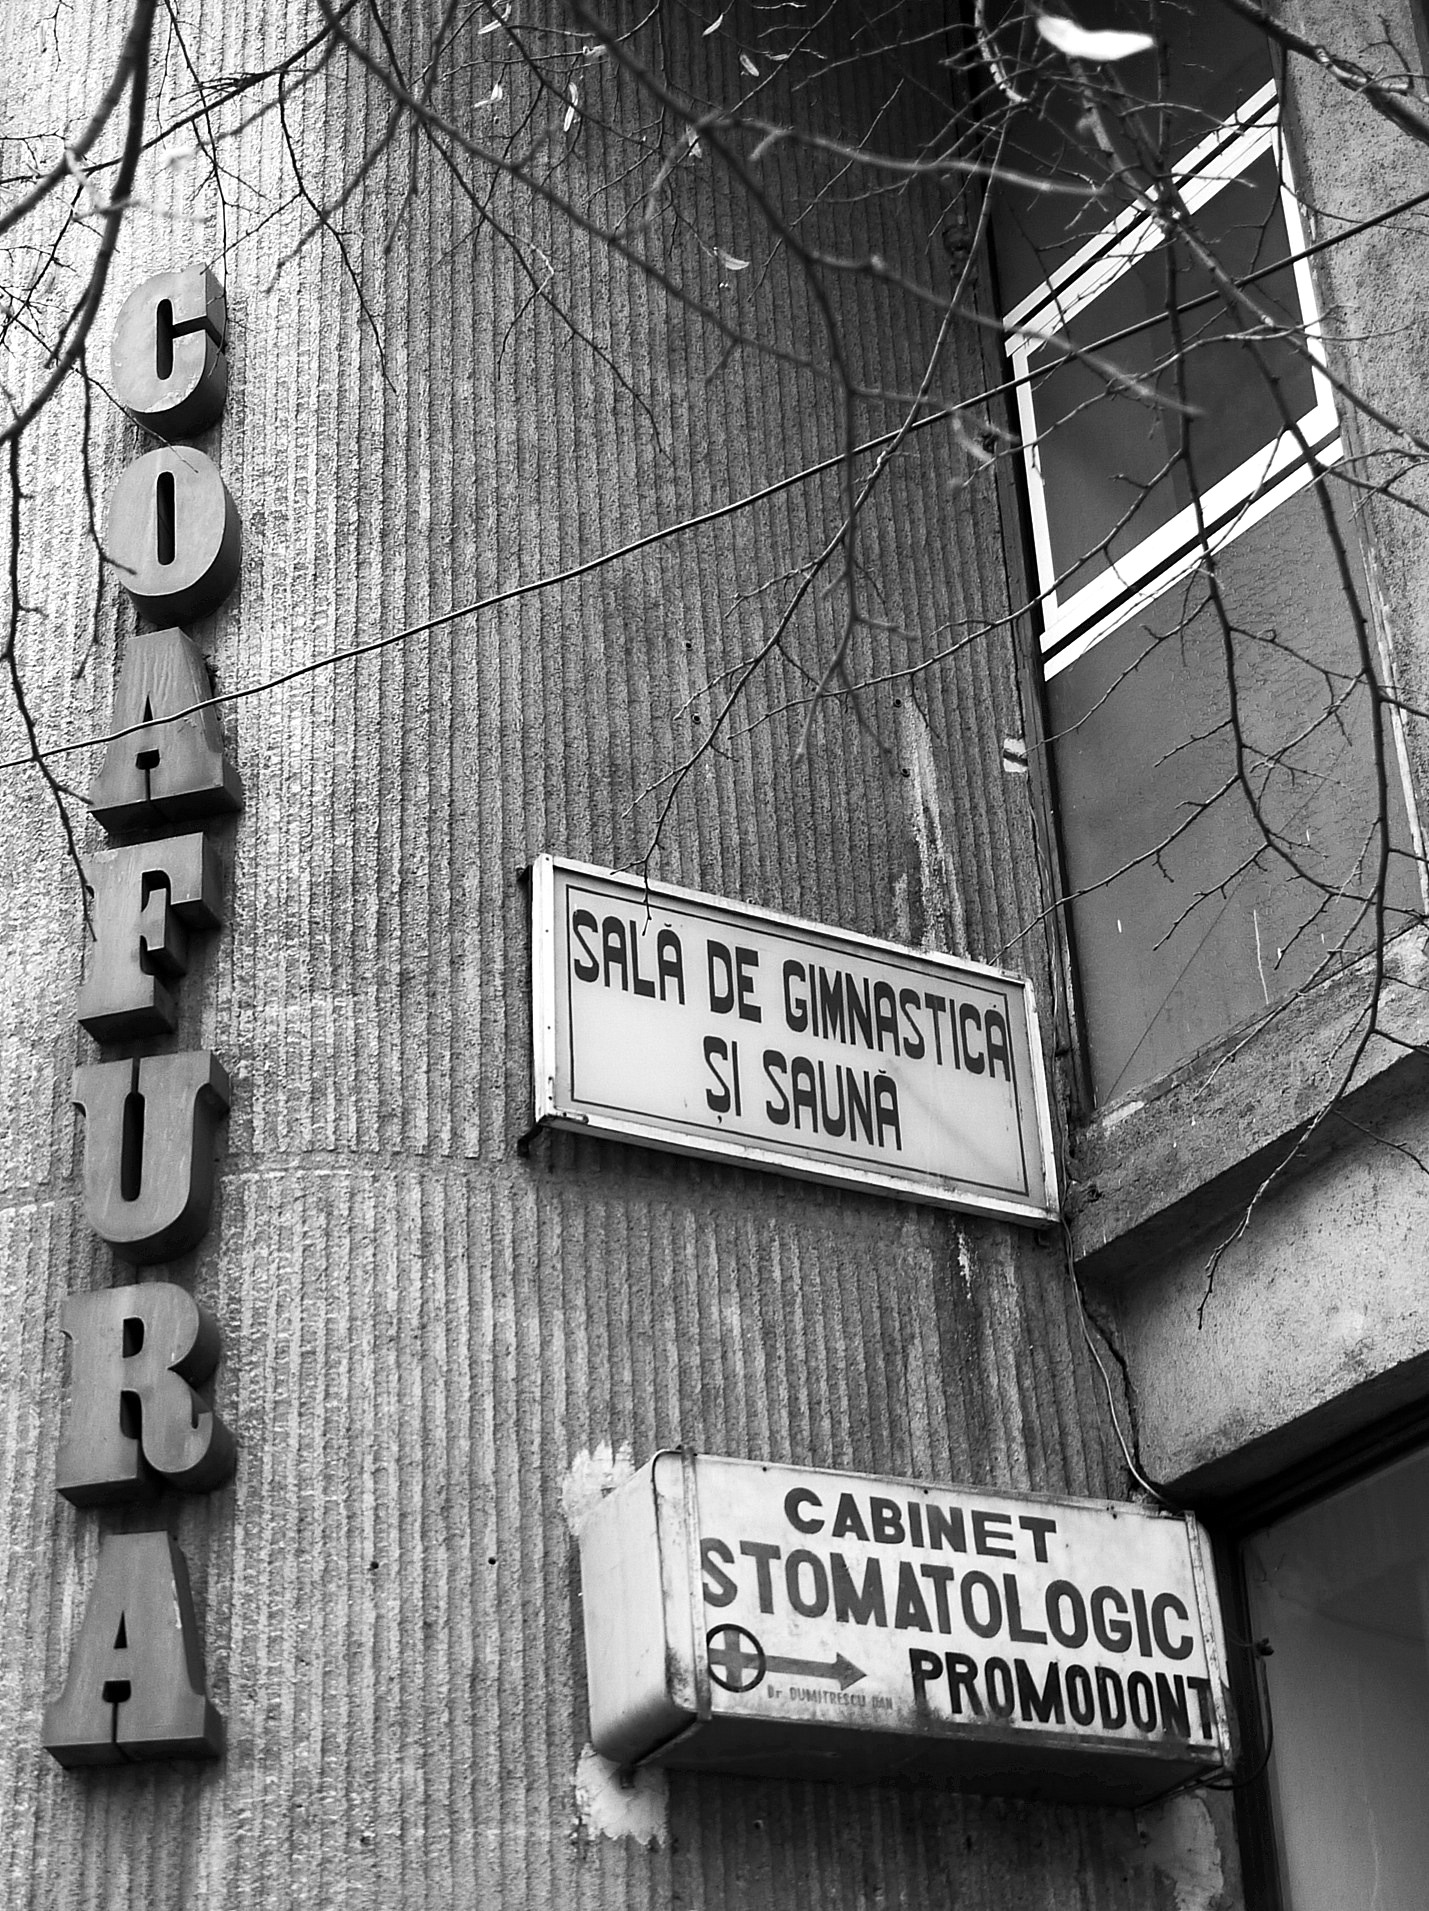 COAFURA
SALĂ DE GIMNASTICĂ
ȘI SAUNĂ
CABINET
STOMATOLOGIC
PROMODONT
Dr DUMITRESCU DAN